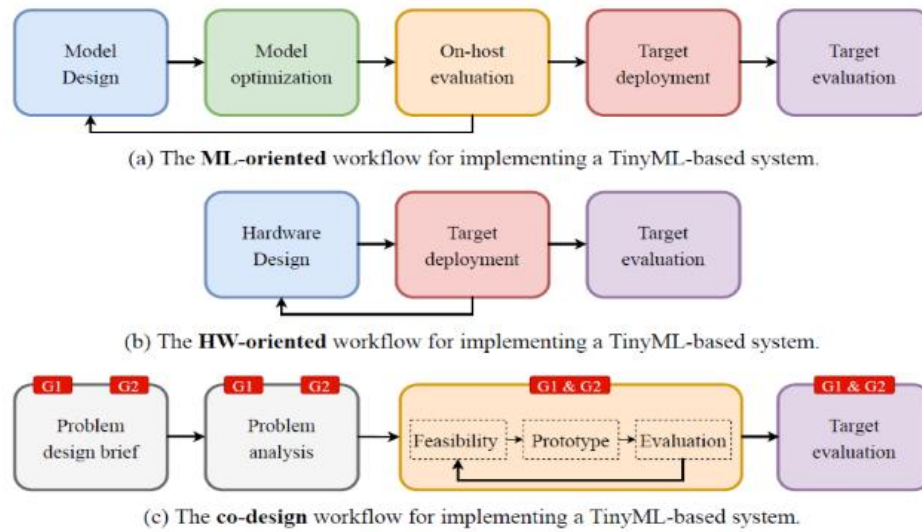 Model
Design
Model
optimization
On-host
evaluation
Target
deployment
Target
evaluation
(a) The ML-oriented workflow for implementing a TinyML-based system.
Hardware
Design
Target
deployment
Target
evaluation
(b) The HW-oriented workflow for implementing a TinyML-based system.
G1 G2
Problem
design brief
G1 G2
Problem
analysis
G1 & G2
Feasibility Prototype Evaluation
G1 & G2
Target
evaluation
(c) The co-design workflow for implementing a TinyML-based system.